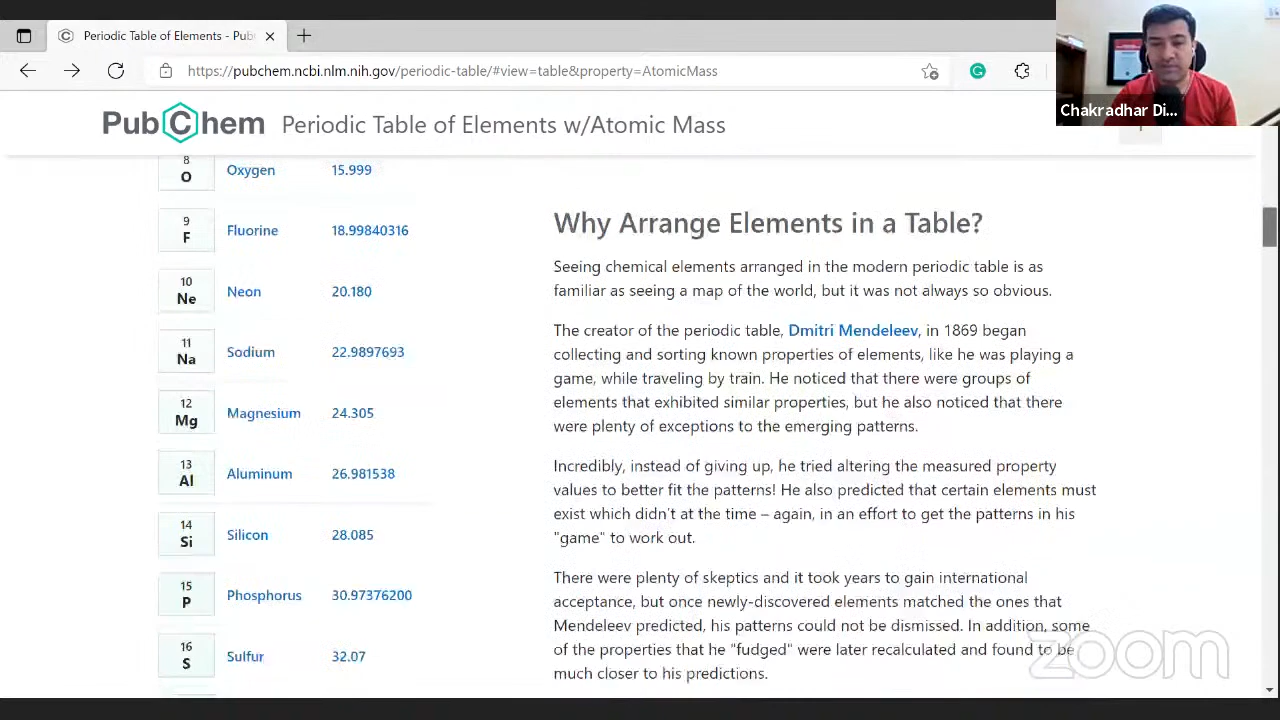 Periodic Table of Elements - Pub
https://pubchem.ncbi.nlm.nih.gov/periodic-table/#view=table&property=AtomicMass
Chakradhar Di...
PubChem Periodic Table of Elements w/Atomic Mass
8
O Oxygen 15.999
9
F Fluorine 18.99840316
10
Ne Neon 20.180
11
Na Sodium 22.9897693
12
Mg Magnesium 24.305
13
Al Aluminum 26.981538
14
Si Silicon 28.085
15
P Phosphorus 30.97376200
16
S Sulfur 32.07
Why Arrange Elements in a Table?
Seeing chemical elements arranged in the modern periodic table is as
familiar as seeing a map of the world, but it was not always so obvious.
The creator of the periodic table, Dmitri Mendeleev, in 1869 began
collecting and sorting known properties of elements, like he was playing a
game, while traveling by train. He noticed that there were groups of
elements that exhibited similar properties, but he also noticed that there
were plenty of exceptions to the emerging patterns.
Incredibly, instead of giving up, he tried altering the measured property
values to better fit the patterns! He also predicted that certain elements must
exist which didn't at the time – again, in an effort to get the patterns in his
"game" to work out.
There were plenty of skeptics and it took years to gain international
acceptance, but once newly-discovered elements matched the ones that
Mendeleev predicted, his patterns could not be dismissed. In addition, some
of the properties that he "fudged" were later recalculated and found to be
much closer to his predictions.
zoom